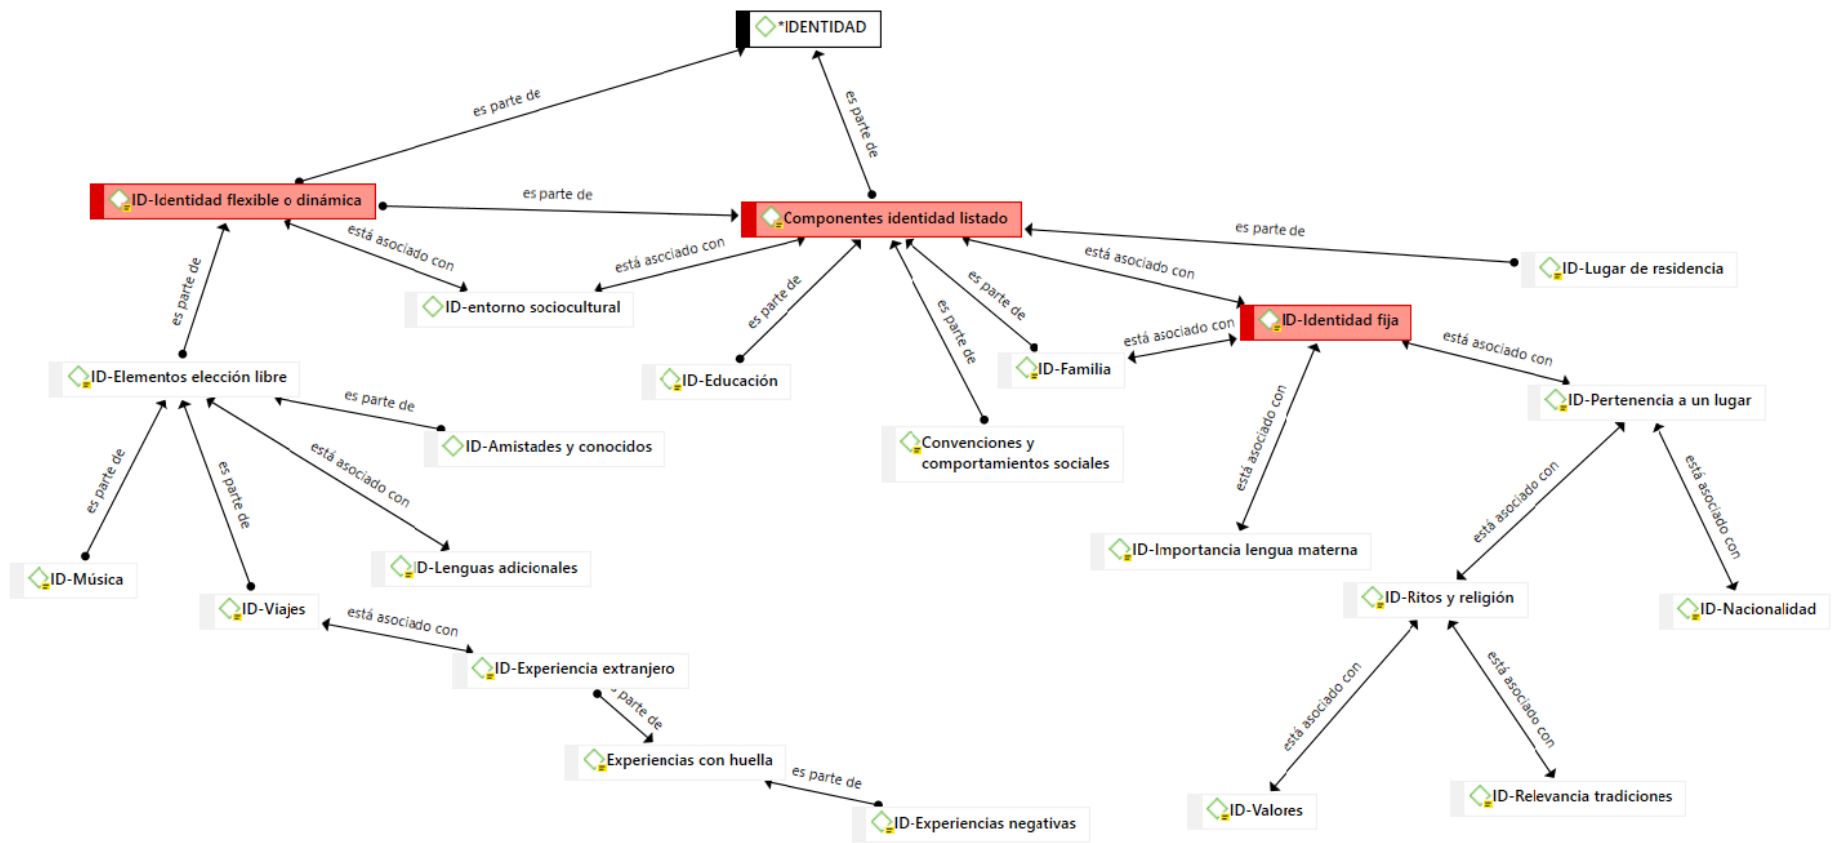 *IDENTIDAD
es parte de
es parte de
ID-Identidad flexible o dinámica
es parte de
Componentes identidad listado
es parte de
está asociado con
está asociado con
está asociado con
ID-Lugar de residencia
es parte de
ID-entorno sociocultural
es parte de
es parte de
es parte de
está asociado con
ID-Identidad fija
está asociado con
ID-Elementos elección libre
ID-Educación
ID-Familia
ID-Pertenencia a un lugar
es parte de
ID-Amistades y conocidos
Convenciones y
comportamientos sociales
está asociado con
es parte de
es parte de
está asociado con
está asociado con
está asociado con
ID-Música
ID-Lenguas adicionales
ID-Importancia lengua materna
ID-Viajes
ID-Ritos y religión
ID-Nacionalidad
está asociado con
ID-Experiencia extranjero
parte de
está asociado con
está asociado con
Experiencias con huella
es parte de
ID-Experiencias negativas
ID-Valores
ID-Relevancia tradiciones